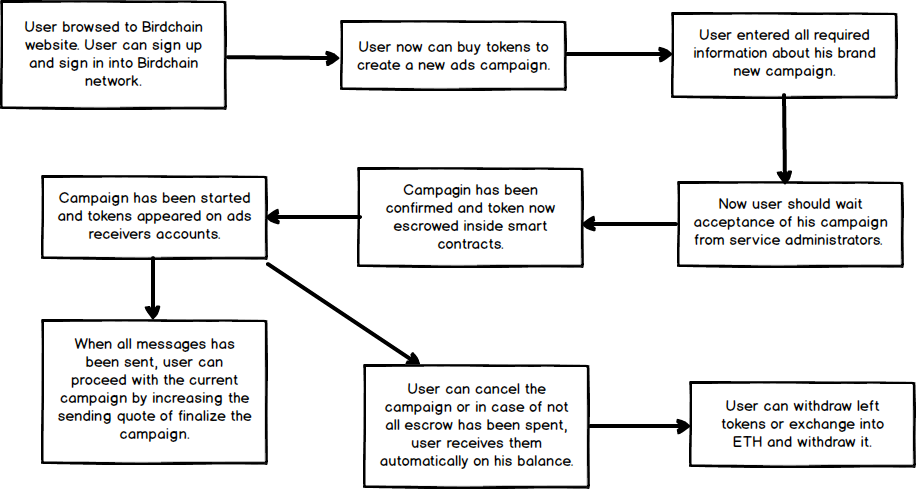 User browsed to Birdchain
website. User can sign up
and sign in into Birdchain
network.
User now can buy tokens to
create a new ads campaign.
User entered all required
information about his brand
new campaign.
Now user should wait
acceptance of his campaign
from service administrators.
Campagin has been
confirmed and token now
escrowed inside smart
contracts.
Campaign has been started
and tokens appeared on ads
receivers accounts.
When all messages has
been sent, user can
proceed with the current
campaign by increasing the
sending quote of finalize the
campaign.
User can cancel the
campaign or in case of not
all escrow has been spent,
user receives them
automatically on his balance.
User can withdraw left
tokens or exchange into
ETH and withdraw it.